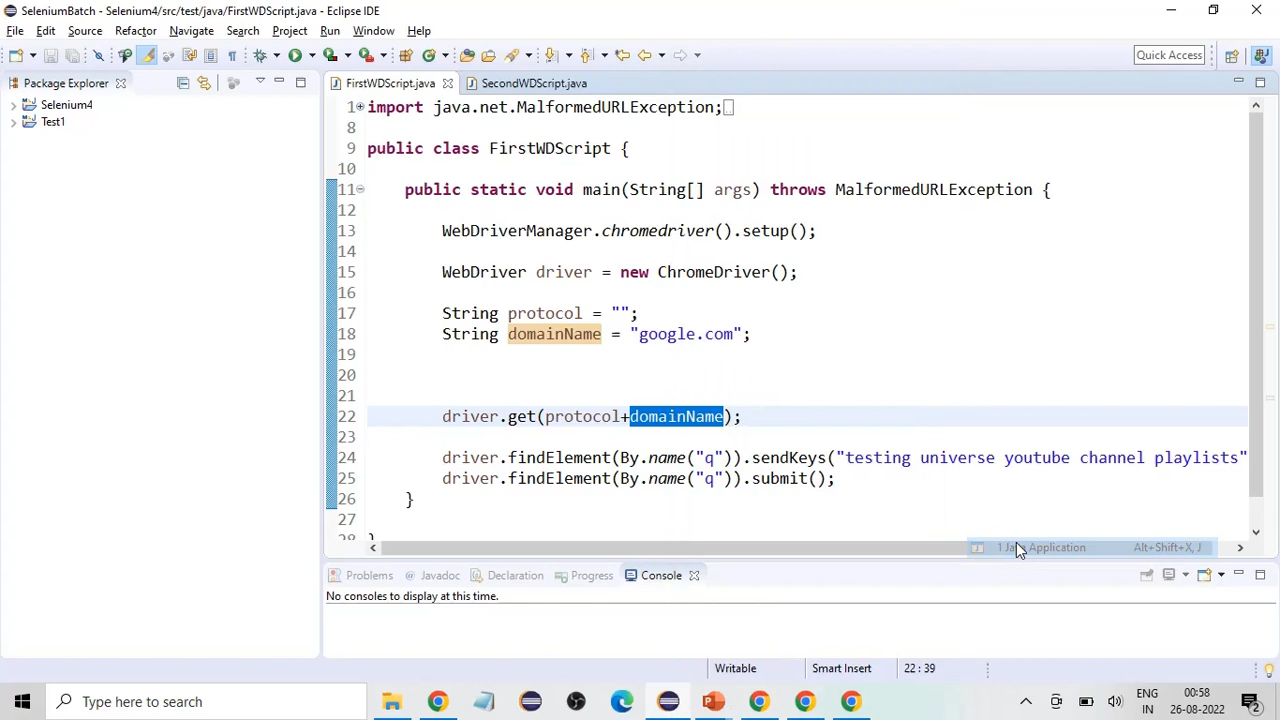 SeleniumBatch - Selenium4/src/test/java/FirstWDScript.java - Eclipse IDE
File Edit Source Refactor Navigate Search Project Run Window Help
Quick Access
Package Explorer
FirstWDScript.java SecondWDScript.java
Selenium4
Test1
1 import java.net.MalformedURLException;
8
9 public class FirstWDScript {
10
11 public static void main(String[] args) throws MalformedURLException {
12
13 WebDriverManager.chromedriver().setup();
14
15 WebDriver driver = new ChromeDriver();
16
17 String protocol = "";
18 String domainName = "google.com";
19
20
21
22 driver.get(protocol+domainName);
23
24 driver.findElement(By.name("q")).sendKeys("testing universe youtube channel playlists"
25 driver.findElement(By.name("q")).submit();
26 }
27
28 }
1 Java Application Alt+Shift+X, J
Problems Javadoc Declaration Progress Console
No consoles to display at this time.
Writable Smart Insert 22 : 39
Type here to search
ENG
IN
00:58
26-08-2022
2